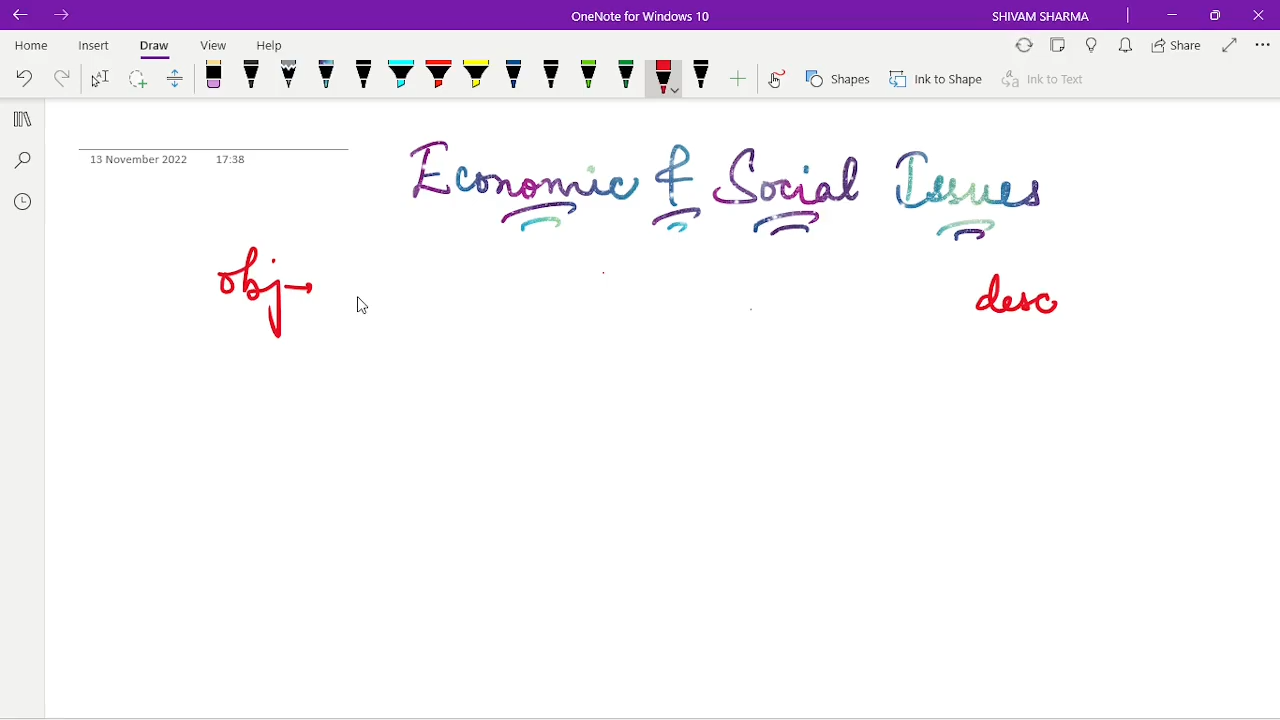 OneNote for Windows 10
SHIVAM SHARMA
Home Insert Draw View Help
Share
Shapes Ink to Shape Ink to Text
13 November 2022 17:38
Economic & Social Issues
obj→
desc